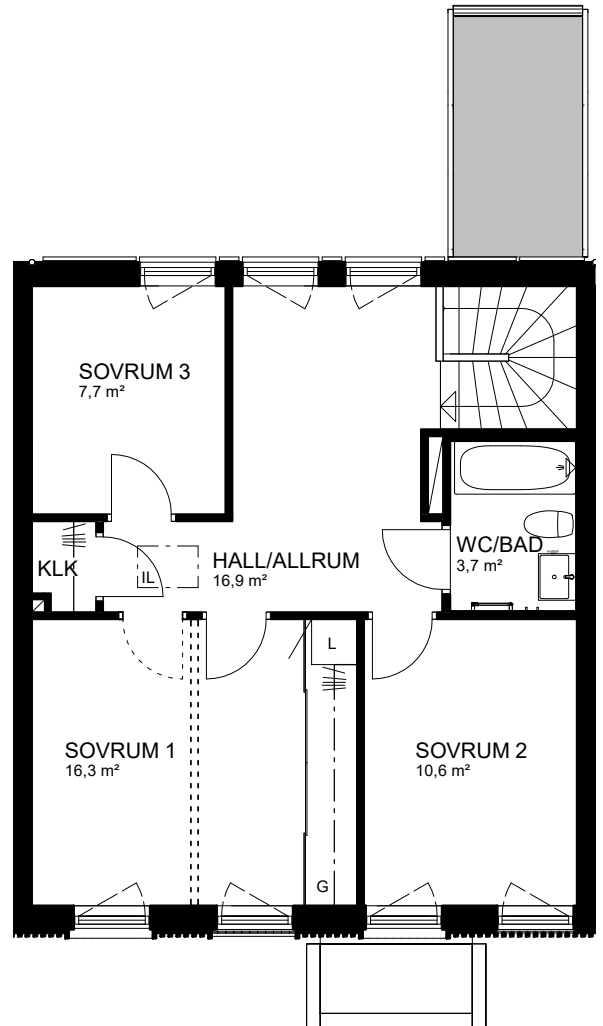 SOVRUM 3
7,7 m²
KLK
IL
HALL/ALLRUM
16,9 m²
WC/BAD
3,7 m²
L
SOVRUM 1
16,3 m²
SOVRUM 2
10,6 m²
G